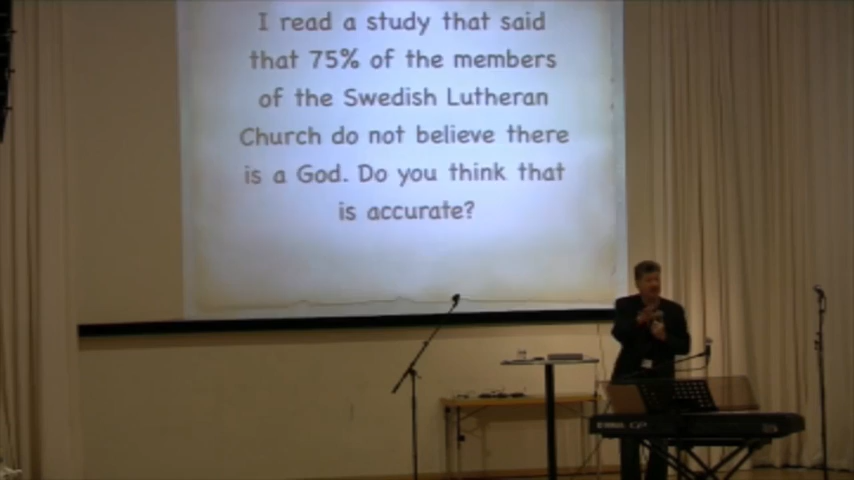 I read a study that said
that 75% of the members
of the Swedish Lutheran
Church do not believe there
is a God. Do you think that
is accurate?